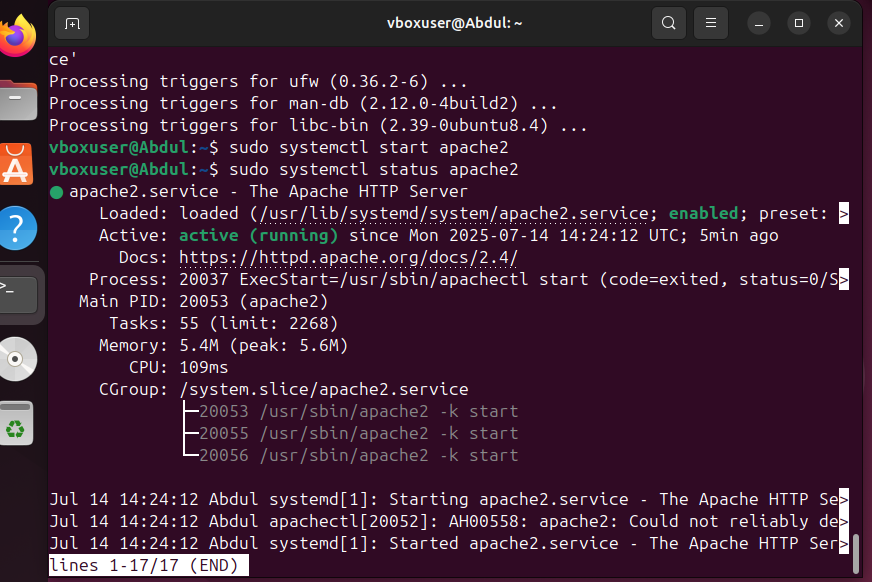 vboxuser@Abdul: ~
ce'
Processing triggers for ufw (0.36.2-6) ...
Processing triggers for man-db (2.12.0-4build2) ...
Processing triggers for libc-bin (2.39-0ubuntu8.4) ...
vboxuser@Abdul:~$ sudo systemctl start apache2
vboxuser@Abdul:~$ sudo systemctl status apache2
● apache2.service - The Apache HTTP Server
Loaded: loaded (/usr/lib/systemd/system/apache2.service; enabled; preset: >
Active: active (running) since Mon 2025-07-14 14:24:12 UTC; 5min ago
Docs: https://httpd.apache.org/docs/2.4/
Process: 20037 ExecStart=/usr/sbin/apachectl start (code=exited, status=0/S>
Main PID: 20053 (apache2)
Tasks: 55 (limit: 2268)
Memory: 5.4M (peak: 5.6M)
CPU: 109ms
CGroup: /system.slice/apache2.service
├─20053 /usr/sbin/apache2 -k start
├─20055 /usr/sbin/apache2 -k start
└─20056 /usr/sbin/apache2 -k start
Jul 14 14:24:12 Abdul systemd[1]: Starting apache2.service - The Apache HTTP Se>
Jul 14 14:24:12 Abdul apachectl[20052]: AH00558: apache2: Could not reliably de>
Jul 14 14:24:12 Abdul systemd[1]: Started apache2.service - The Apache HTTP Ser>
lines 1-17/17 (END)